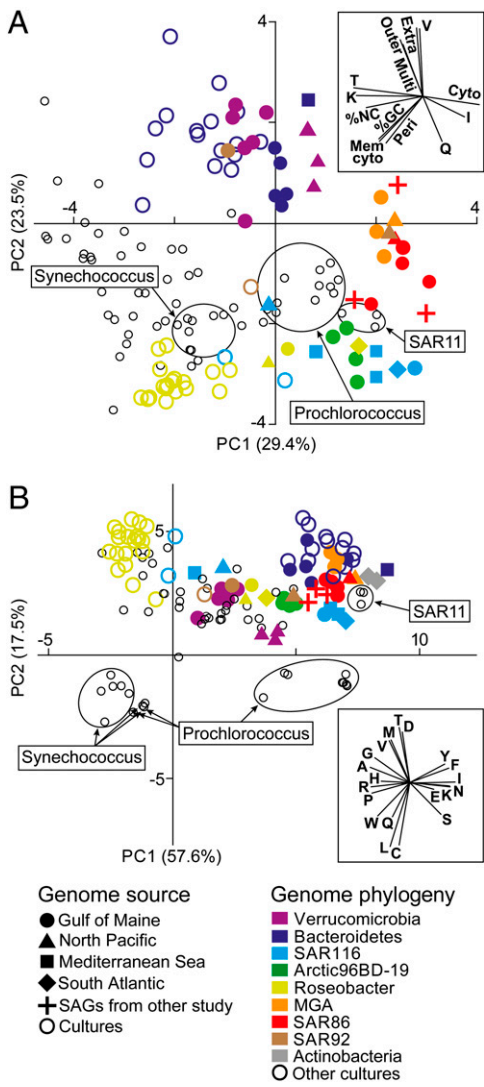 A
4
V
Extra
Outer Multi
T
K
Cyto
%NC
%GC
I
Peri
Mem
cyto
Q
PC2 (23.5%)
-4
4
Synechococcus
SAR11
Prochlorococcus
-4
PC1 (29.4%)
B
5
PC2 (17.5%)
SAR11
-5
10
Prochlorococcus
Synechococcus
-5
T D
M
V
G
Y
A
F
H
I
R
E K N
P
W Q
S
L C
PC1 (57.6%)
Genome source
Gulf of Maine
North Pacific
Mediterranean Sea
South Atlantic
SAGs from other study
Cultures
Genome phylogeny
Verrucomicrobia
Bacteroidetes
SAR116
Arctic96BD-19
Roseobacter
MGA
SAR86
SAR92
Actinobacteria
Other cultures